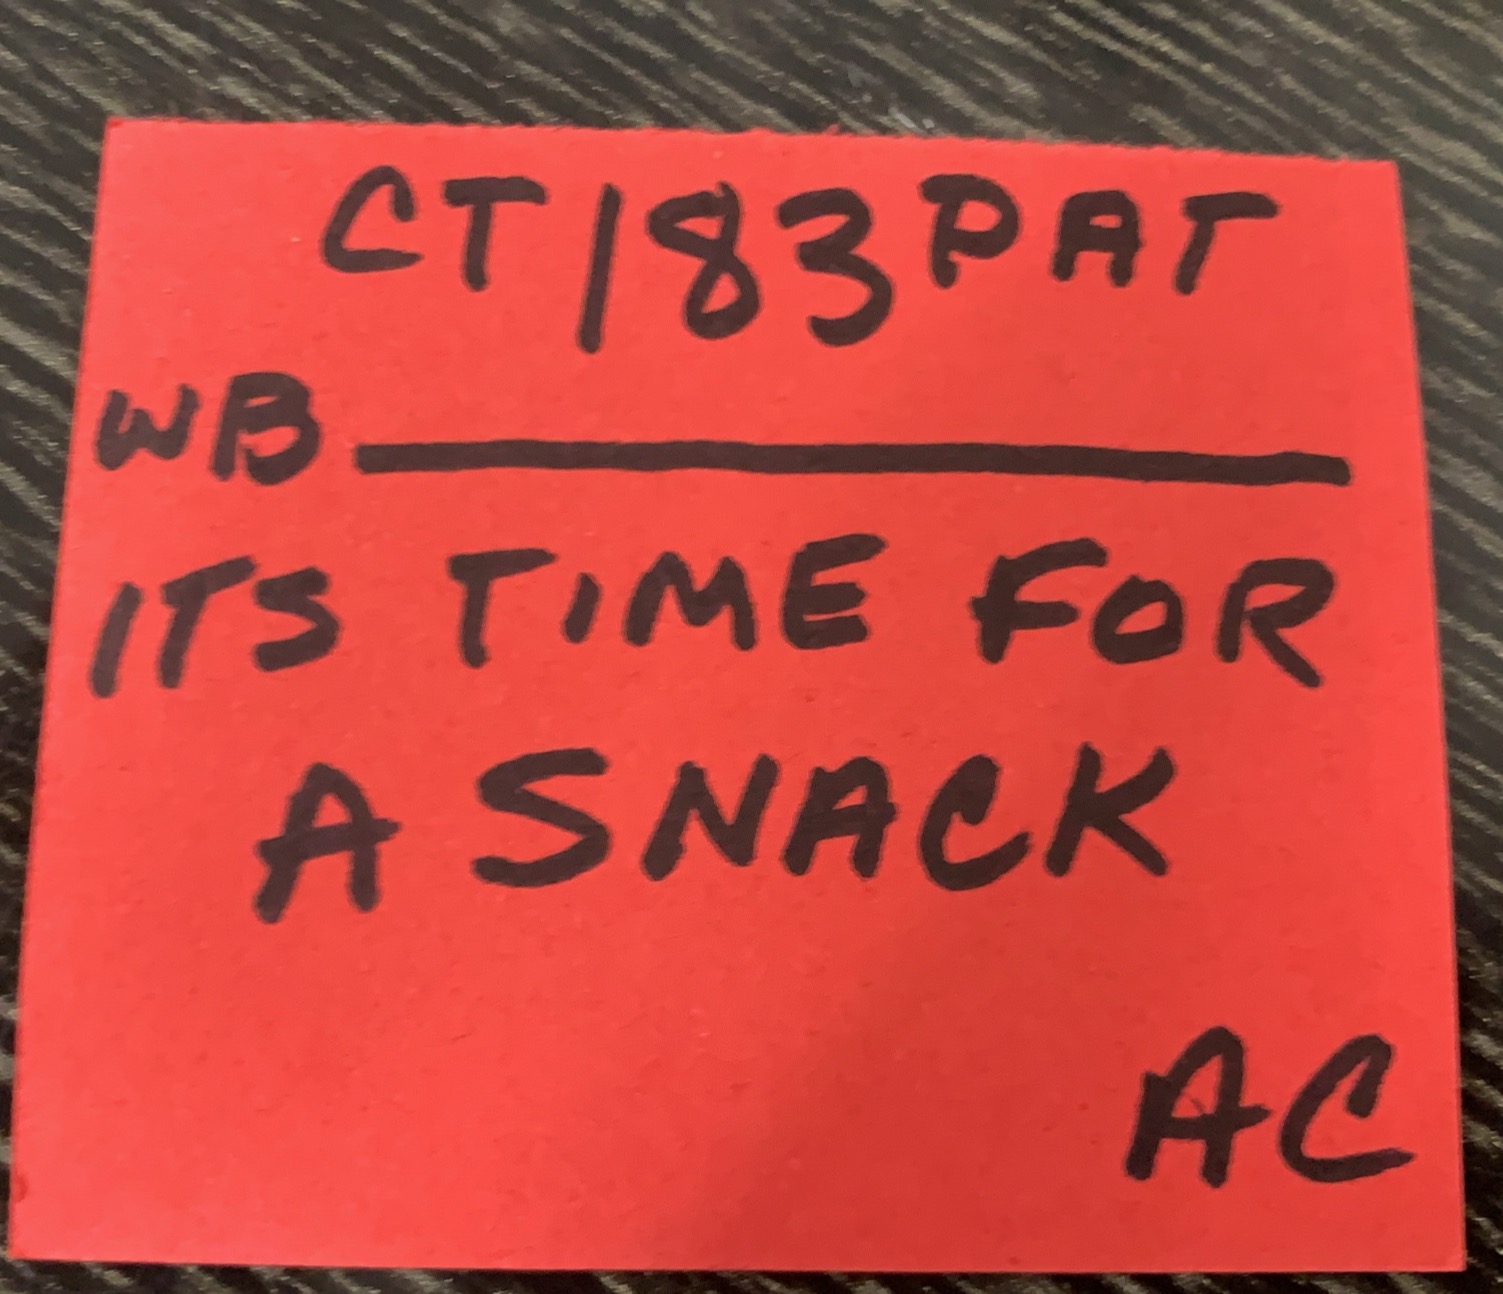 CT183PAT
WB
ITS TIME FOR
A SNACK
AC